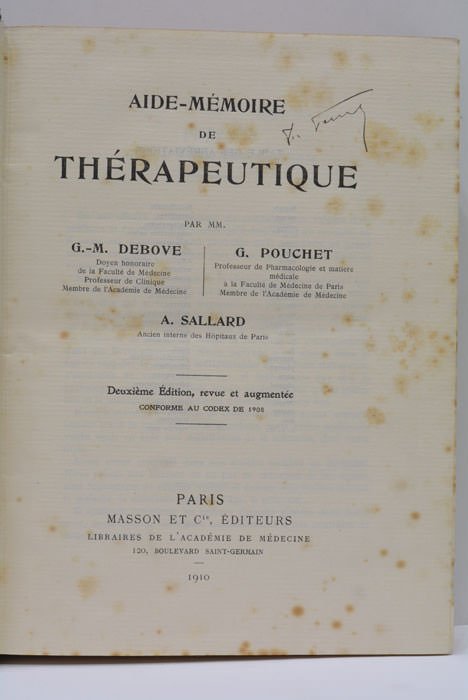 AIDE-MÉMOIRE
DE
THÉRAPEUTIQUE
PAR MM.
G.-M. DEBOVE
Doyen honoraire
de la Faculté de Médecine
Professeur de Clinique
Membre de l'Académie de Médecine
G. POUCHET
Professeur de Pharmacologie et matière
médicale
à la Faculté de Médecine de Paris
Membre de l'Académie de Médecine
A. SALLARD
Ancien interne des Hôpitaux de Paris
Deuxième Édition, revue et augmentée
CONFORME AU CODEX DE 1908
PARIS
MASSON ET Cie, ÉDITEURS
LIBRAIRES DE L'ACADÉMIE DE MÉDECINE
120, BOULEVARD SAINT-GERMAIN
1910